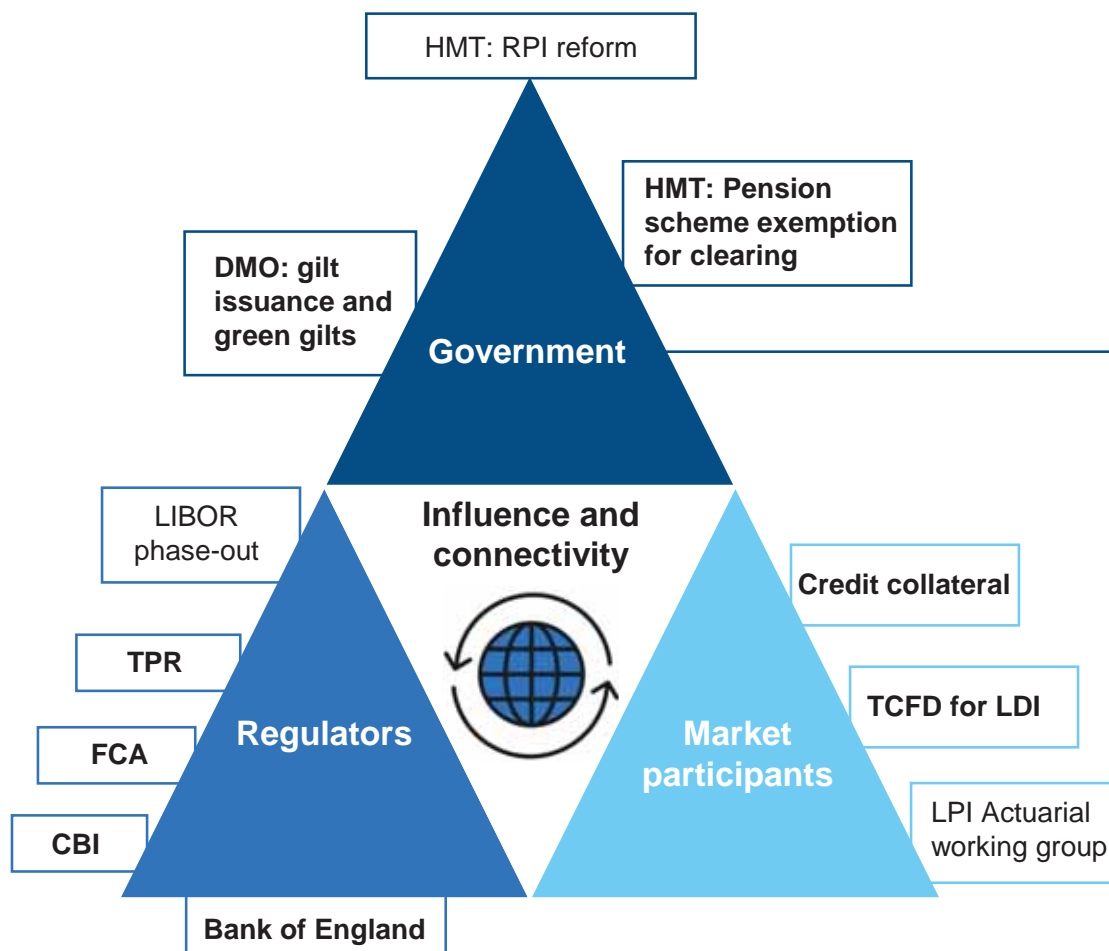 HMT: RPI reform
HMT: Pension
scheme exemption
for clearing
DMO: gilt
issuance and
green gilts
Government
LIBOR
phase-out
Influence and
connectivity
Credit collateral
TPR
TCFD for LDI
Regulators
Market
participants
FCA
LPI Actuarial
working group
CBI
Bank of England